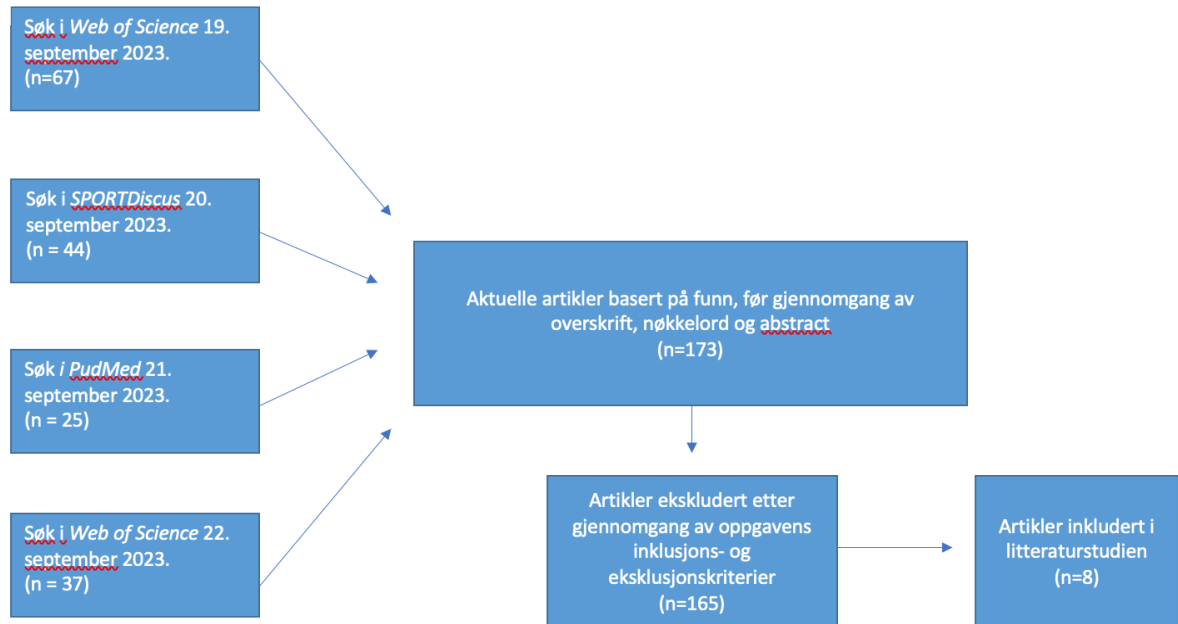 Søk i Web of Science 19.
september 2023.
(n=67)
Søk i SPORTDiscus 20.
september 2023.
(n = 44)
Søk i PudMed 21.
september 2023.
(n = 25)
Søk i Web of Science 22.
september 2023.
(n = 37)
Aktuelle artikler basert på funn, før gjennomgang av
overskrift, nøkkelord og abstract
(n=173)
Artikler ekskludert etter
gjennomgang av oppgavens
inklusjons- og
eksklusjonskriterier
(n=165)
Artikler inkludert i
litteraturstudien
(n=8)